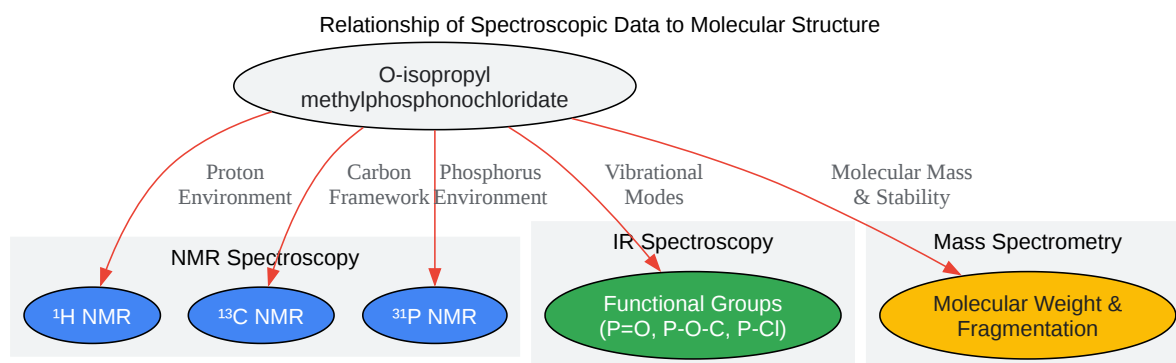 Relationship of Spectroscopic Data to Molecular Structure
O-isopropyl
methylphosphonochloridate
Proton
Environment
Carbon
Framework
Phosphorus
Environment
Vibrational
Modes
Molecular Mass
& Stability
NMR Spectroscopy
IR Spectroscopy
Mass Spectrometry
¹H NMR
¹³C NMR
³¹P NMR
Functional Groups
(P=O, P-O-C, P-Cl)
Molecular Weight &
Fragmentation